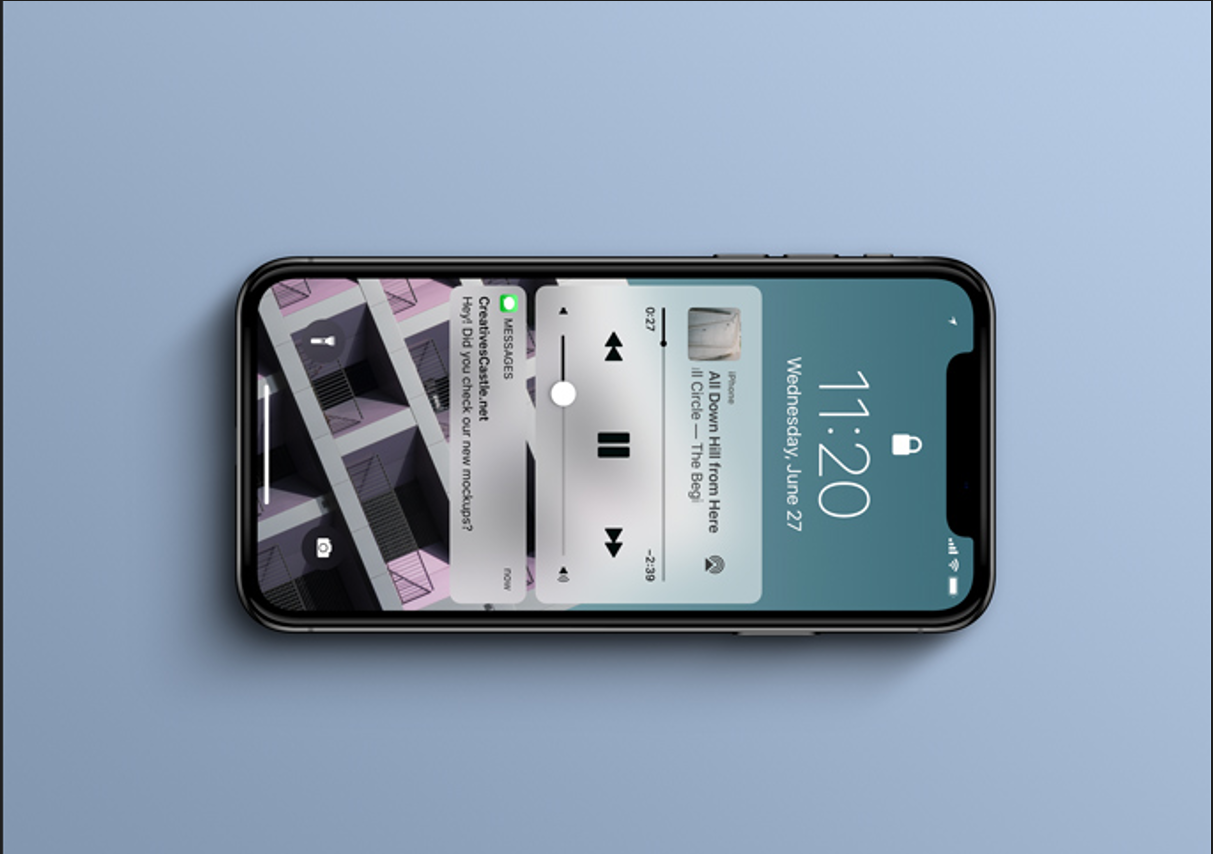 11:20
Wednesday, June 27
iPhone
All Down Hill from Here
ill Circle — The Begi
0:27
-2:39
MESSAGES
now
CreativesCastle.net
Hey! Did you check our new mockups?